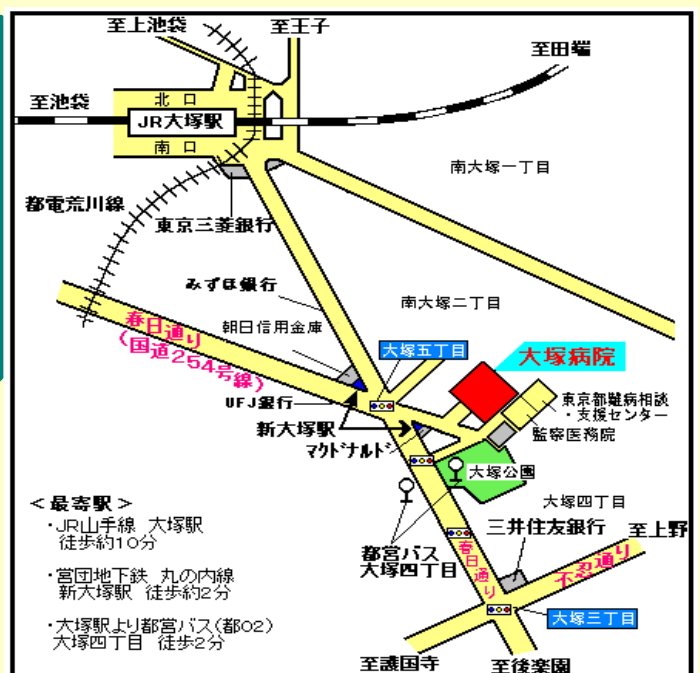 至上池袋
至王子
至田端
至池袋
北口
JR大塚駅
南口
南大塚一丁目
都電荒川線
東京三菱銀行
みずほ銀行
南大塚二丁目
春日通り
(国道254号線)
朝日信用金庫
大塚五丁目
大塚病院
UFJ銀行
東京都難病相談
・支援センター
新大塚駅
マクドナルド
監察医務院
大塚公園
<最寄駅>
・JR山手線 大塚駅
徒歩約10分
・営団地下鉄 丸の内線
新大塚駅 徒歩約2分
・大塚駅より都営バス(都02)
大塚四丁目 徒歩2分
大塚四丁目
三井住友銀行
至上野
都営バス
大塚四丁目
春日通り
不忍通り
大塚三丁目
至護国寺
至後楽園